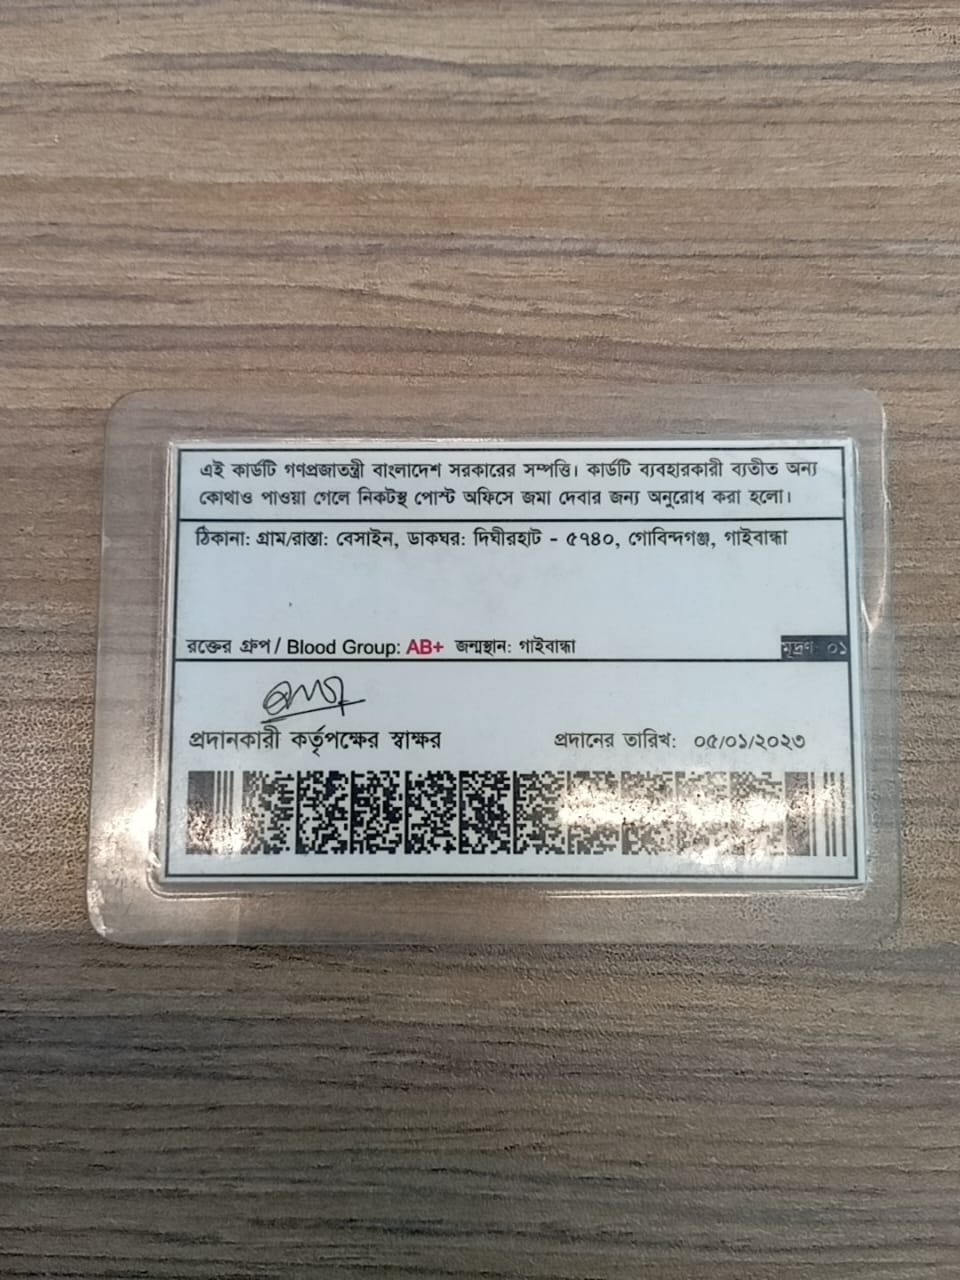 এই কার্ডটি গণপ্রজাতন্ত্রী বাংলাদেশ সরকারের সম্পত্তি। কার্ডটি ব্যবহারকারী ব্যতীত অন্য
কোথাও পাওয়া গেলে নিকটস্থ পোস্ট অফিসে জমা দেবার জন্য অনুরোধ করা হলো।
ঠিকানা: গ্রাম/রাস্তা: বেসাইন, ডাকঘর: দিঘীরহাট - ৫৭৪০, গোবিন্দগঞ্জ, গাইবান্ধা
রক্তের গ্রুপ / Blood Group: AB+ জন্মস্থান: গাইবান্ধা মূদ্রণ: ০১
প্রদানকারী কর্তৃপক্ষের স্বাক্ষর প্রদানের তারিখ: ০৫/০১/২০২৩